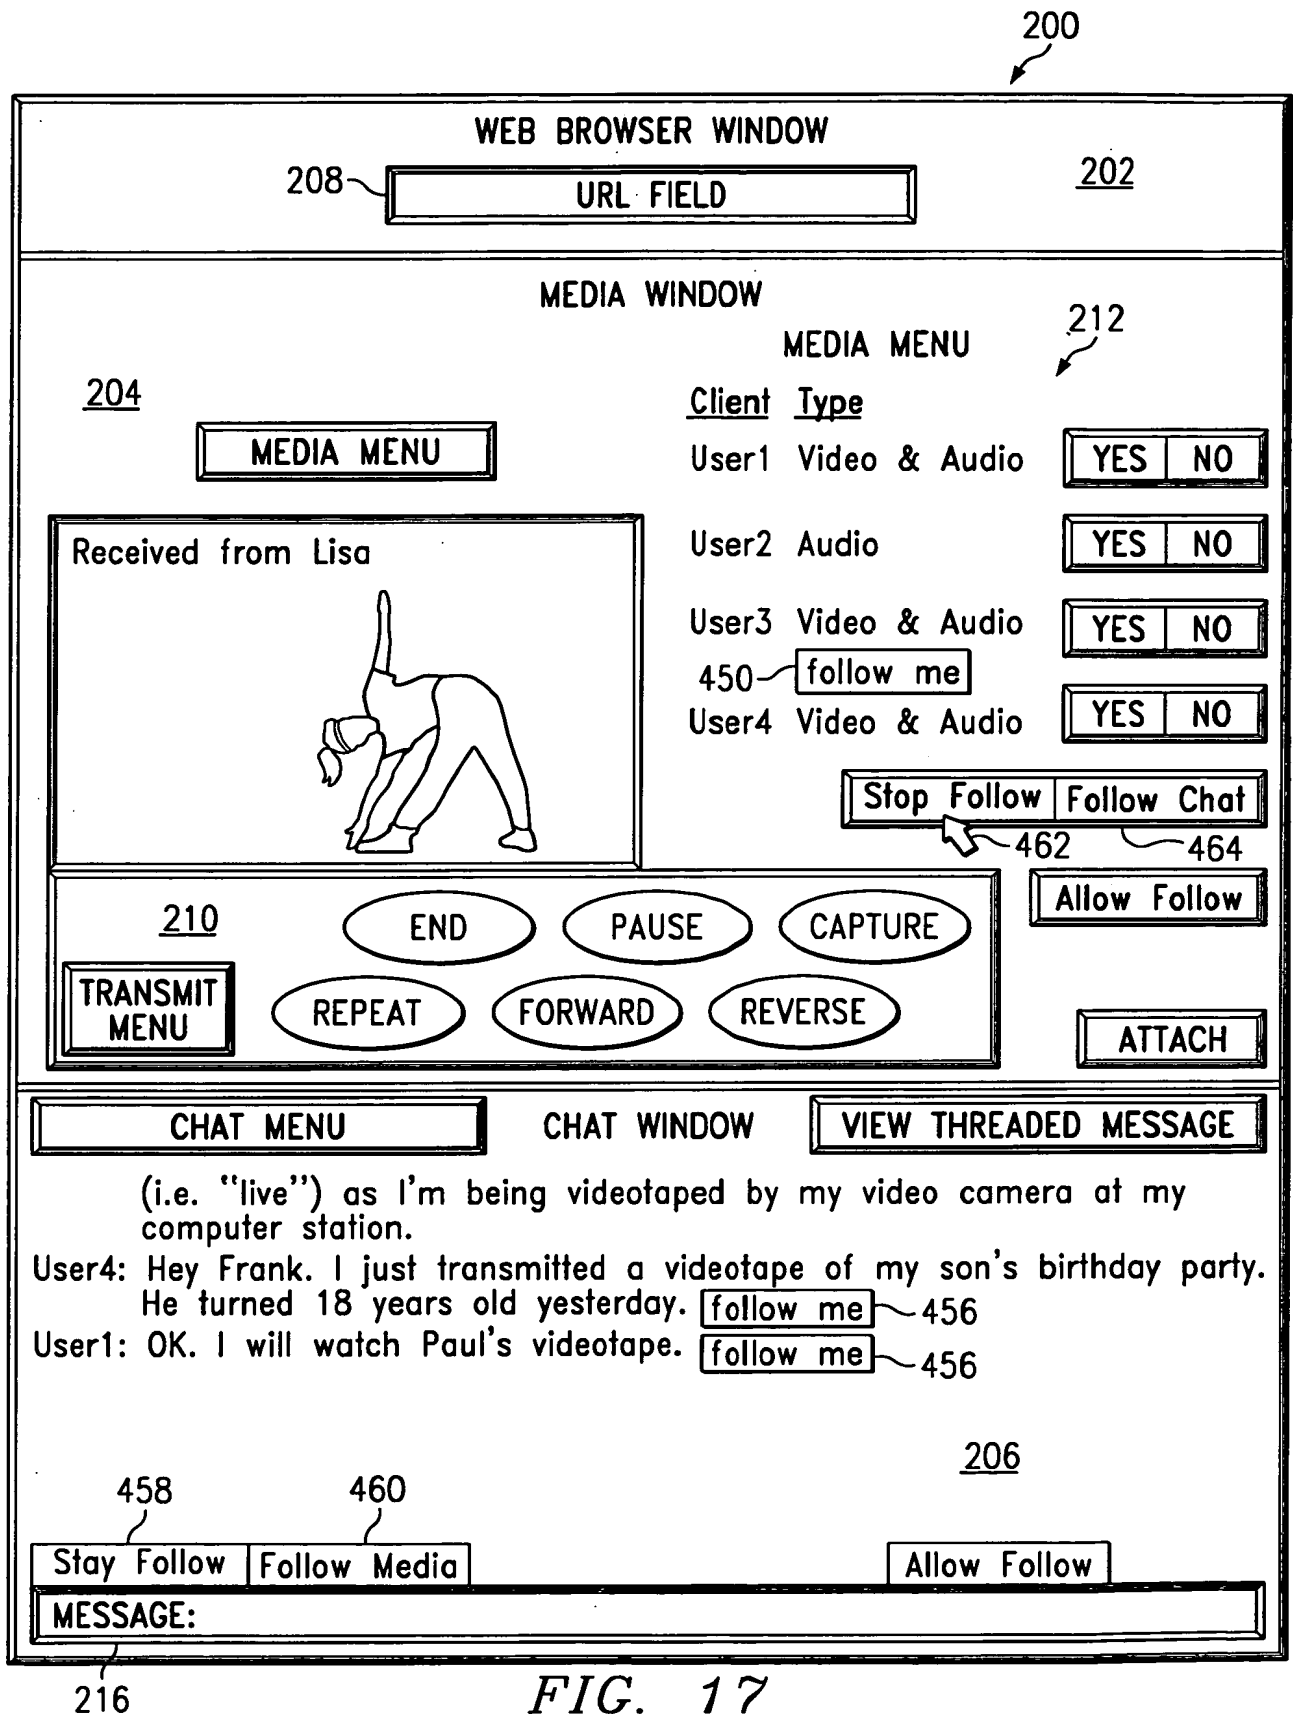 200
WEB BROWSER WINDOW
208
URL FIELD
202
MEDIA WINDOW
212
MEDIA MENU
204
Client Type
MEDIA MENU
User1 Video & Audio YES NO
Received from Lisa
User2 Audio YES NO
User3 Video & Audio YES NO
450 follow me
User4 Video & Audio YES NO
Stop Follow Follow Chat
462 464
Allow Follow
210
END PAUSE CAPTURE
TRANSMIT
MENU
REPEAT FORWARD REVERSE
ATTACH
CHAT MENU CHAT WINDOW VIEW THREADED MESSAGE
(i.e. "live") as I'm being videotaped by my video camera at my
computer station.
User4: Hey Frank. I just transmitted a videotape of my son's birthday party.
He turned 18 years old yesterday. follow me 456
User1: OK. I will watch Paul's videotape. follow me 456
206
458 460
Stay Follow Follow Media Allow Follow
MESSAGE:
216
FIG. 17